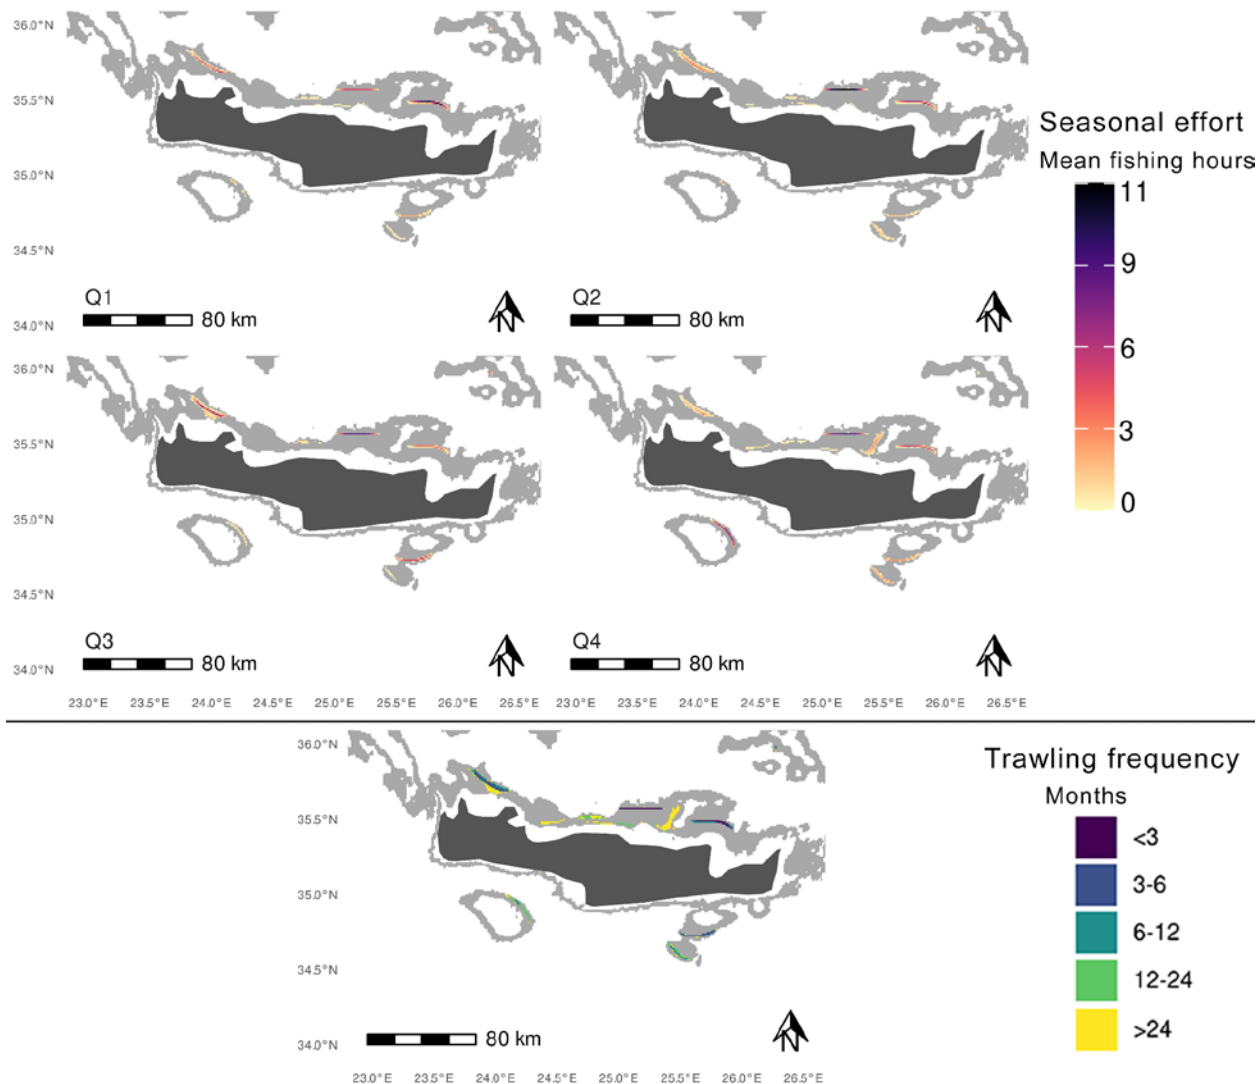 36.0°N
35.5°N
35.0°N
34.5°N
34.0°N
Q1
80 km
N
Q2
80 km
N
Seasonal effort
Mean fishing hours
11
9
6
3
0
36.0°N
35.5°N
35.0°N
34.5°N
34.0°N
Q3
80 km
N
Q4
80 km
N
23.0°E 23.5°E 24.0°E 24.5°E 25.0°E 25.5°E 26.0°E 26.5°E
23.0°E 23.5°E 24.0°E 24.5°E 25.0°E 25.5°E 26.0°E 26.5°E
36.0°N
35.5°N
35.0°N
34.5°N
34.0°N
80 km
N
23.0°E 23.5°E 24.0°E 24.5°E 25.0°E 25.5°E 26.0°E 26.5°E
Trawling frequency
Months
<3
3-6
6-12
12-24
>24